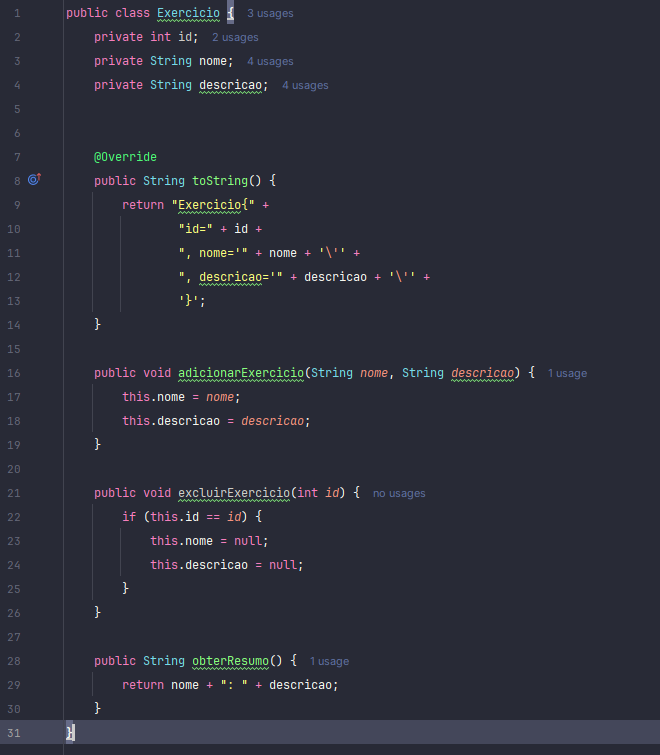 1 public class Exercicio { 3 usages
2 private int id; 2 usages
3 private String nome; 4 usages
4 private String descricao; 4 usages
5
6
7 @Override
8 public String toString() {
9 return "Exercicio{" +
10 "id=" + id +
11 ", nome='" + nome + '\'' +
12 ", descricao='" + descricao + '\'' +
13 '}';
14 }
15
16 public void adicionarExercicio(String nome, String descricao) { 1 usage
17 this.nome = nome;
18 this.descricao = descricao;
19 }
20
21 public void excluirExercicio(int id) { no usages
22 if (this.id == id) {
23 this.nome = null;
24 this.descricao = null;
25 }
26 }
27
28 public String obterResumo() { 1 usage
29 return nome + ": " + descricao;
30 }
31 }